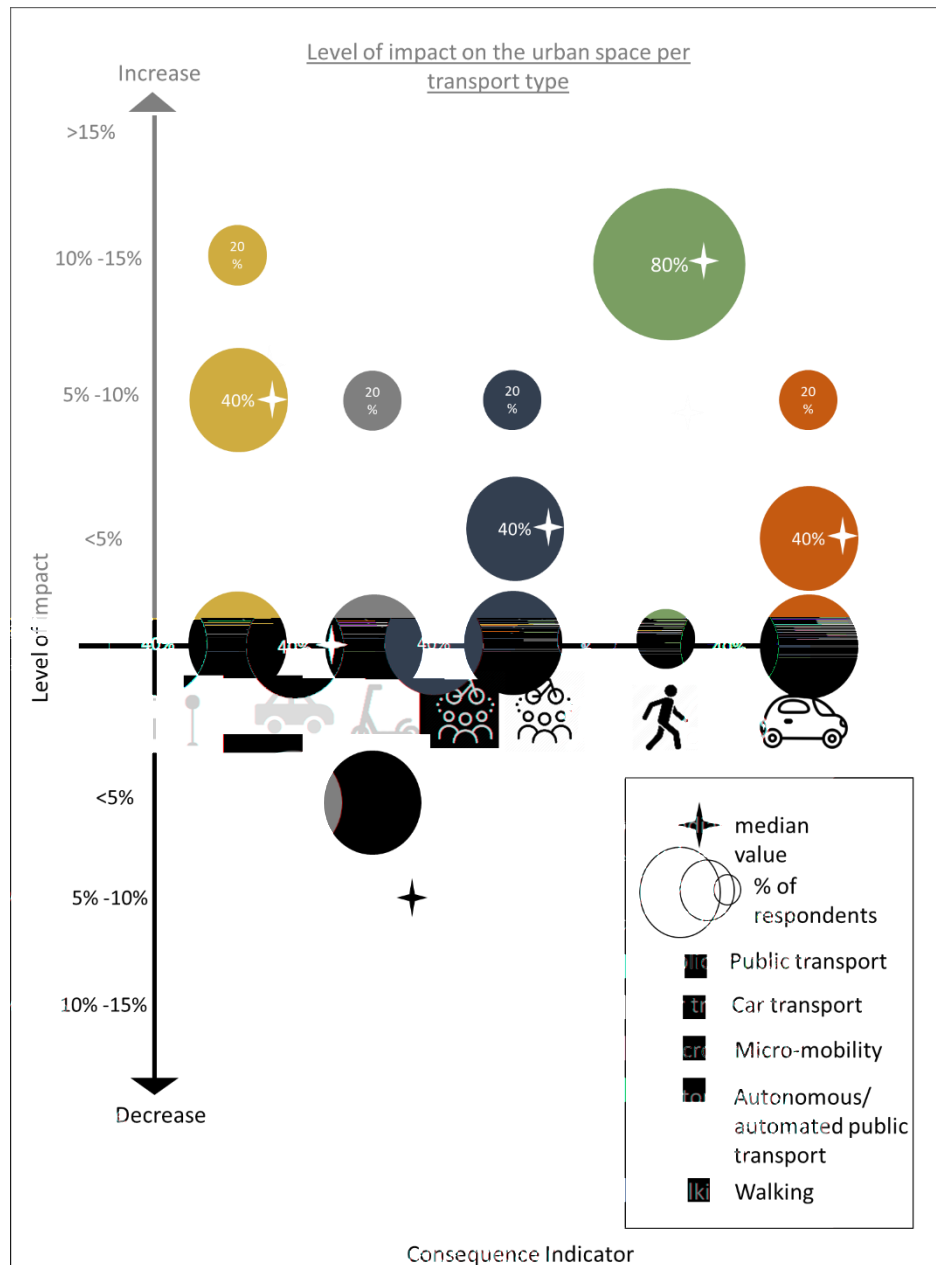 Level of impact on the urban space per
transport type
Increase
>15%
10% -15%
20
%
80%
5% -10%
40%
20
%
20
%
20
%
<5%
40%
40%
Level of impact
40%
40%
40%
40%
<5%
5% -10%
10% -15%
Decrease
median
value
% of
respondents
Public transport
Car transport
Micro-mobility
Autonomous/
automated public
transport
Walking
Consequence Indicator